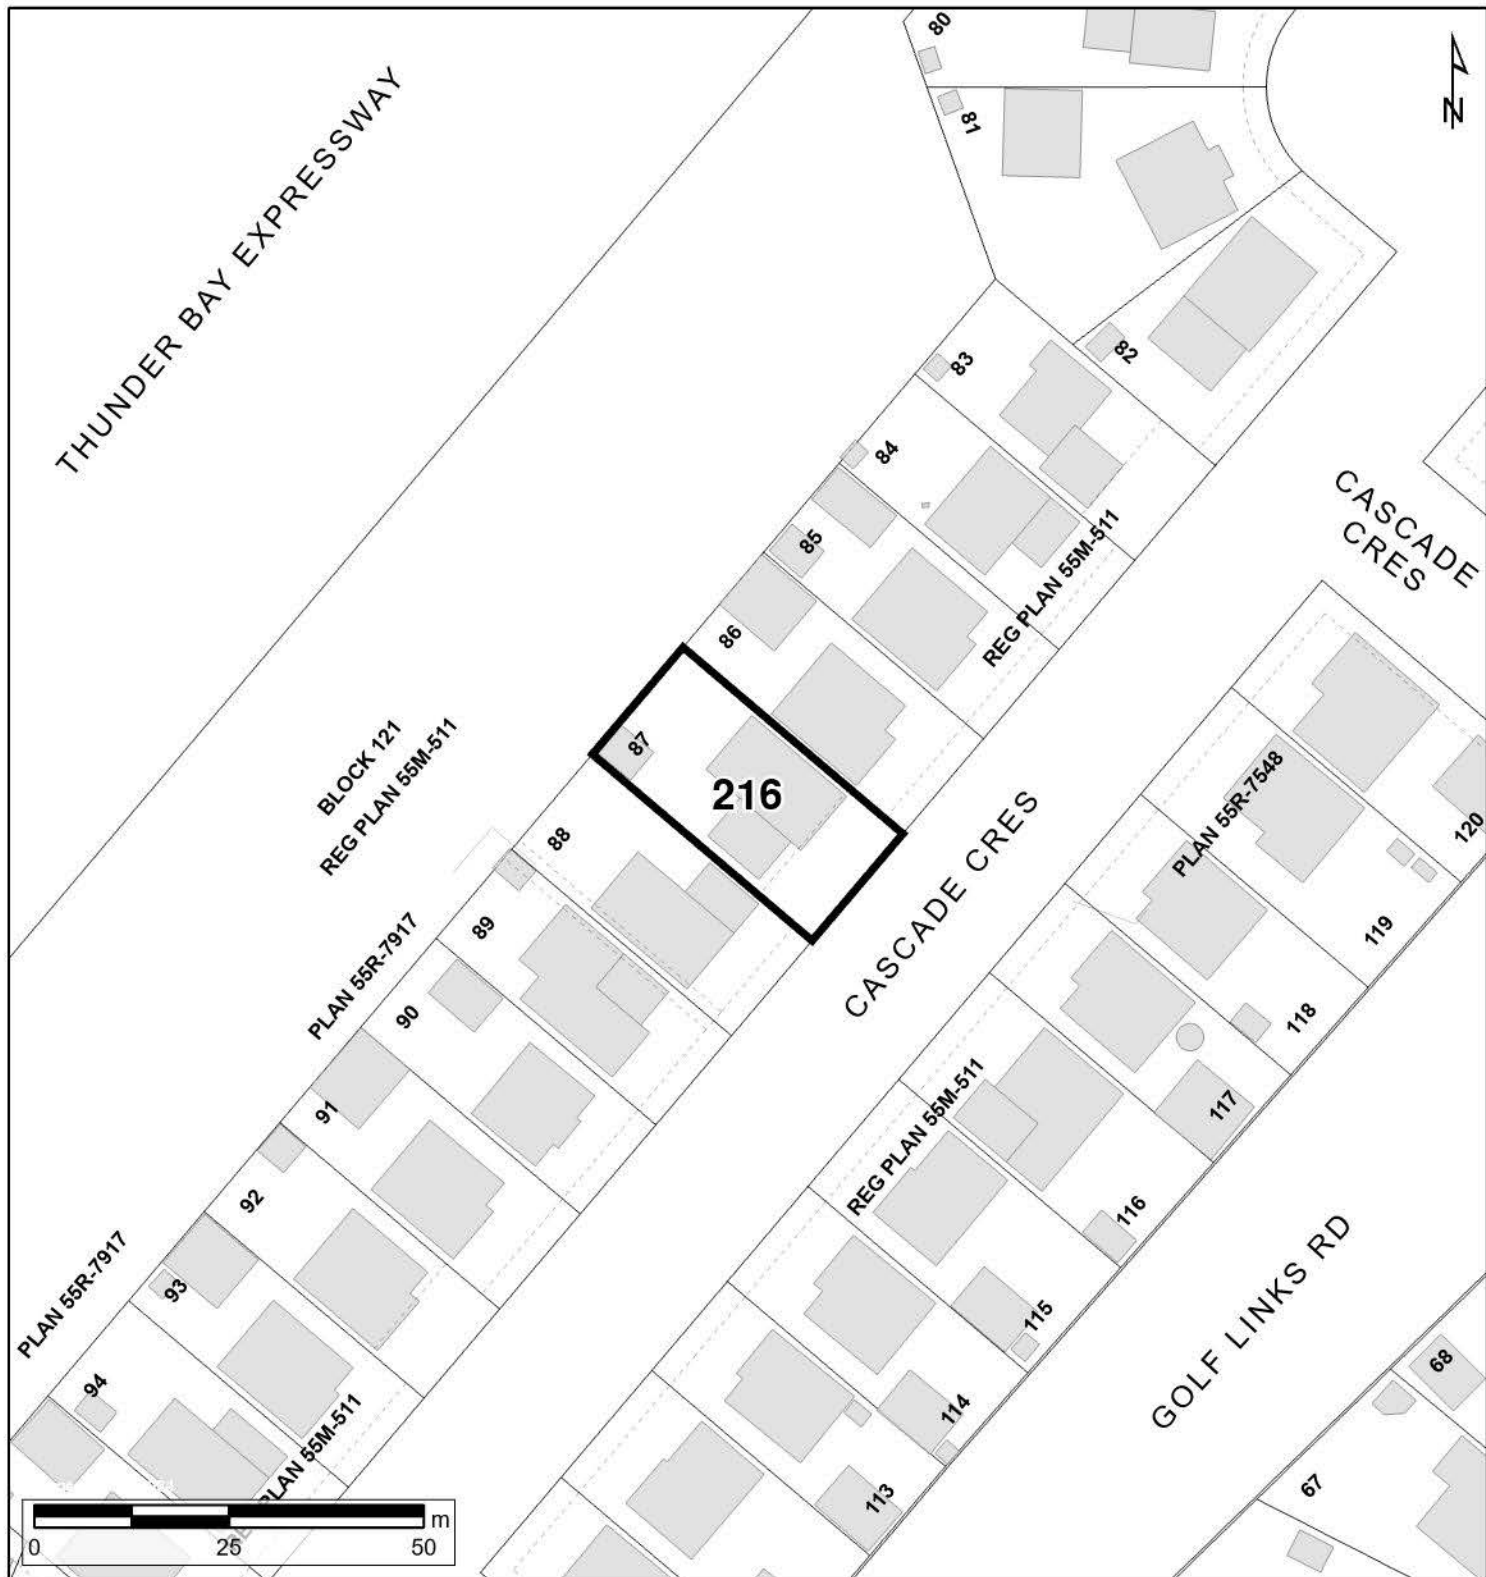 80
N
81
THUNDER BAY EXPRESSWAY
82
83
84
CASCADE
CRES
85
REG PLAN 55M-511
86
87
BLOCK 121
REG PLAN 55M-511
216
PLAN 55R-7548
120
88
CASCADE CRES
89
119
PLAN 55R-7917
90
118
91
REG PLAN 55M-511
117
92
116
PLAN 55R-7917
93
115
GOLF LINKS RD
94
114
68
REG PLAN 55M-511
113
67
m
0 25 50